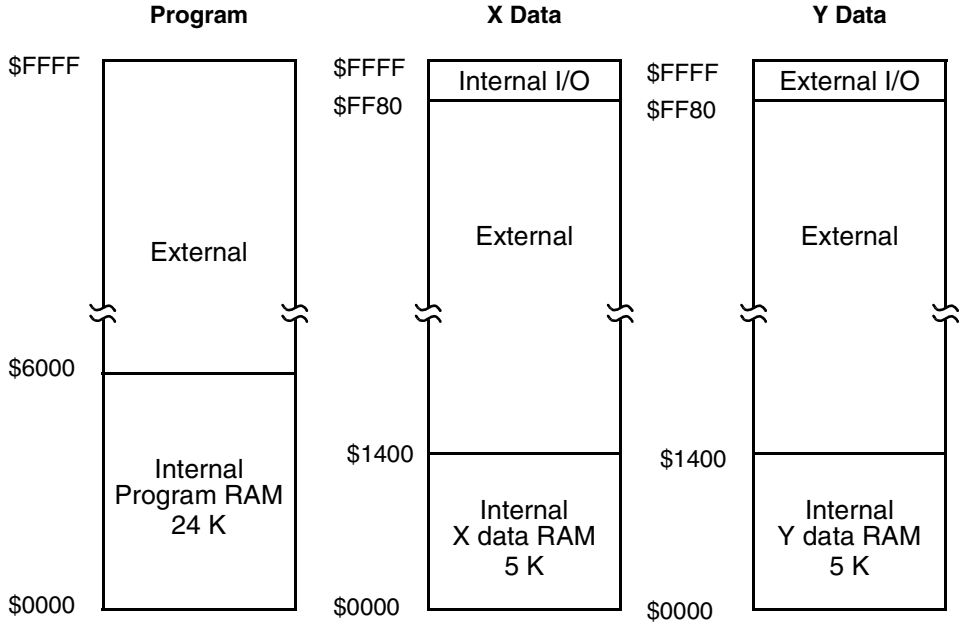 Program
$FFFF
External
$6000
Internal
Program RAM
24 K
$0000
X Data
$FFFF
Internal I/O
$FF80
External
$1400
Internal
X data RAM
5 K
$0000
Y Data
$FFFF
External I/O
$FF80
External
$1400
Internal
Y data RAM
5 K
$0000